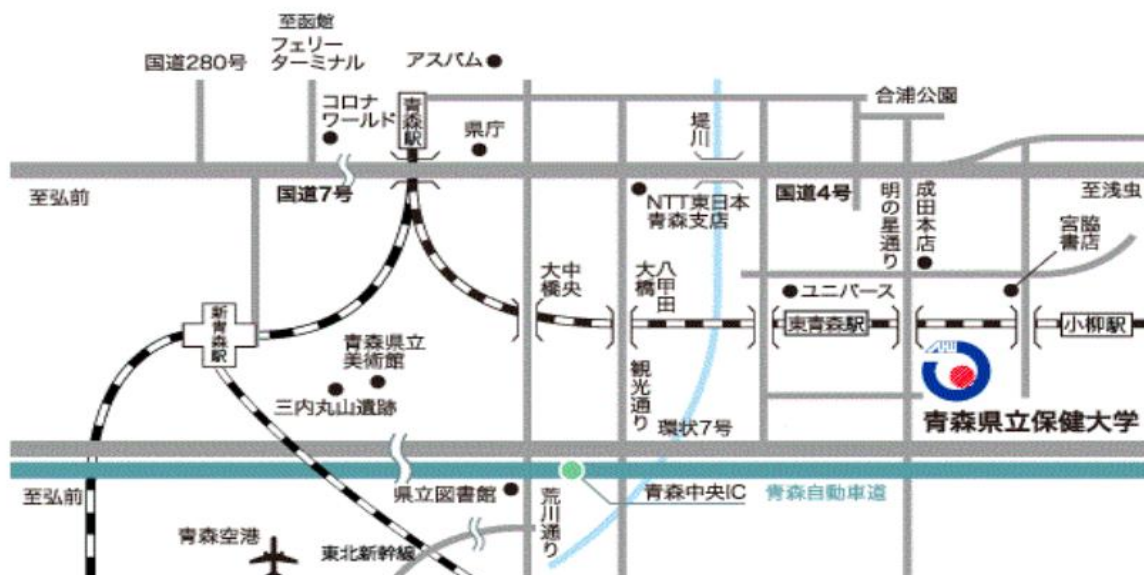 至函館
フェリー
ターミナル
国道280号
アスパム
コロナ
ワールド
青森駅
県庁
合浦公園
堤川
至弘前
国道7号
NTT東日本
青森支店
国道4号
明の星通り
成田本店
至浅虫
宮脇
書店
中央
大橋
八甲田
大橋
ユニバース
新青森駅
東青森駅
小柳駅
青森県立
美術館
三内丸山遺跡
観光通り
AUHW
環状7号
青森県立保健大学
至弘前
県立図書館
荒川通り
青森中央IC
青森自動車道
青森空港
東北新幹線